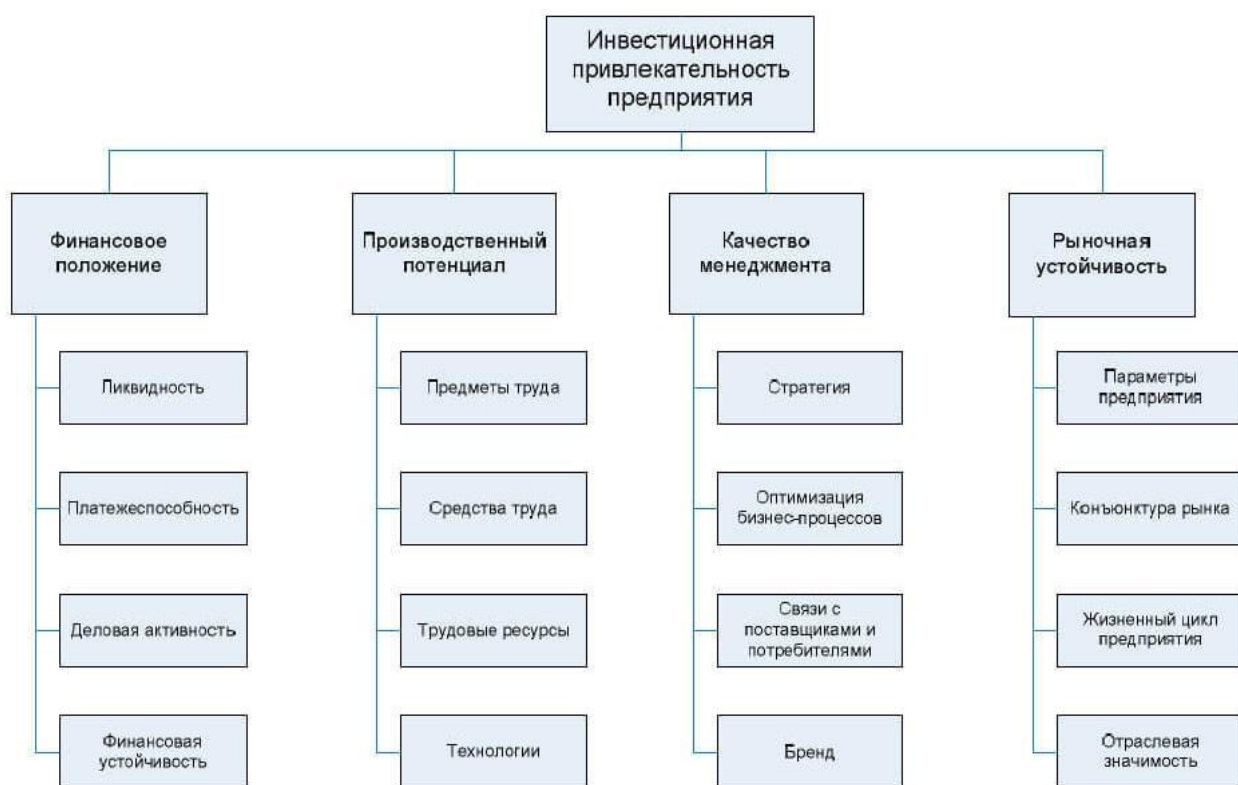 Инвестиционная
привлекательность
предприятия
Финансовое
положение
Производственный
потенциал
Качество
менеджмента
Рыночная
устойчивость
Ликвидность
Предметы труда
Стратегия
Параметры
предприятия
Платежеспособность
Средства труда
Оптимизация
бизнес-процессов
Конъюнктура рынка
Деловая активность
Трудовые ресурсы
Связи с
поставщиками и
потребителями
Жизненный цикл
предприятия
Финансовая
устойчивость
Технологии
Бренд
Отраслевая
значимость